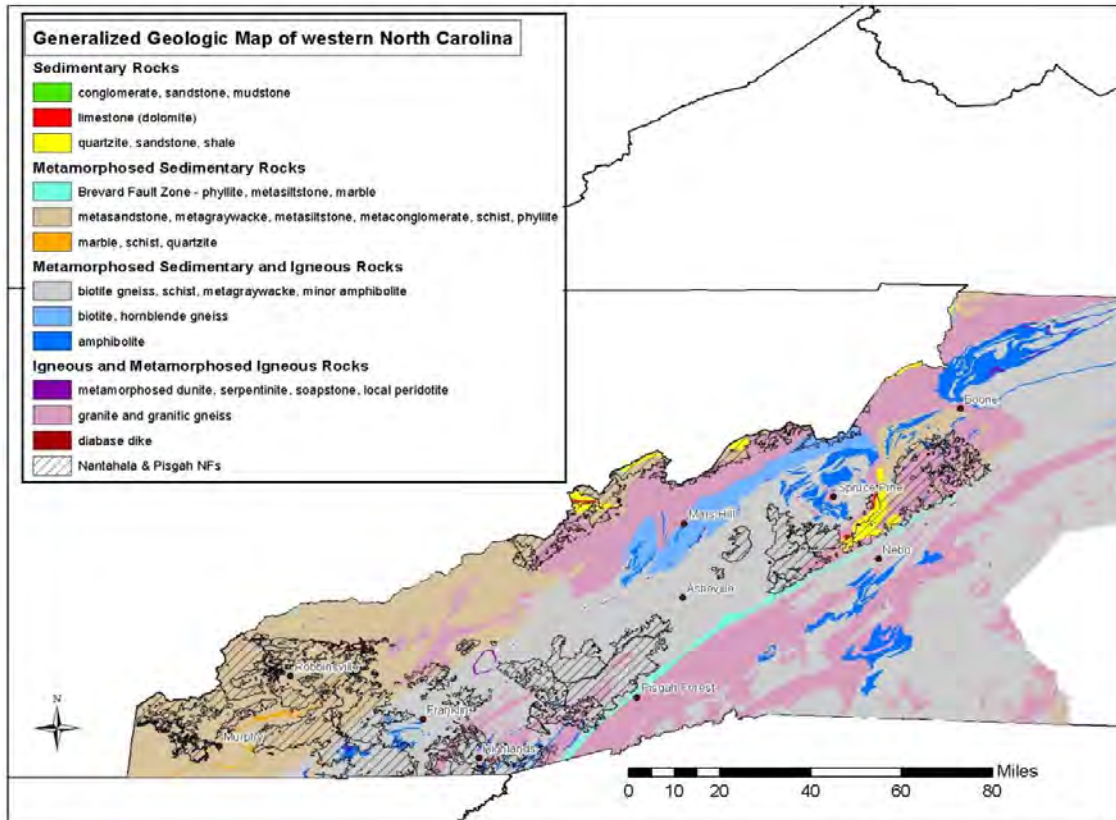 Generalized Geologic Map of western North Carolina
Sedimentary Rocks
conglomerate, sandstone, mudstone
limestone (dolomite)
quartzite, sandstone, shale
Metamorphosed Sedimentary Rocks
Brevard Fault Zone - phyllite, metasiltstone, marble
metasandstone, metagraywacke, metasiltstone, metaconglomerate, schist, phyllite
marble, schist, quartzite
Metamorphosed Sedimentary and Igneous Rocks
biotite gneiss, schist, metagraywacke, minor amphibolite
biotite, hornblende gneiss
amphibolite
Igneous and Metamorphosed Igneous Rocks
metamorphosed dunite, serpentinite, soapstone, local peridotite
granite and granitic gneiss
diabase dike
Nantahala & Pisgah NFs
Boone
Spruce Pine
Mars Hill
Nebo
Asheville
Robbinsville
Pisgah Forest
Franklin
Murphy
Highlands
N
Miles
0 10 20 40 60 80